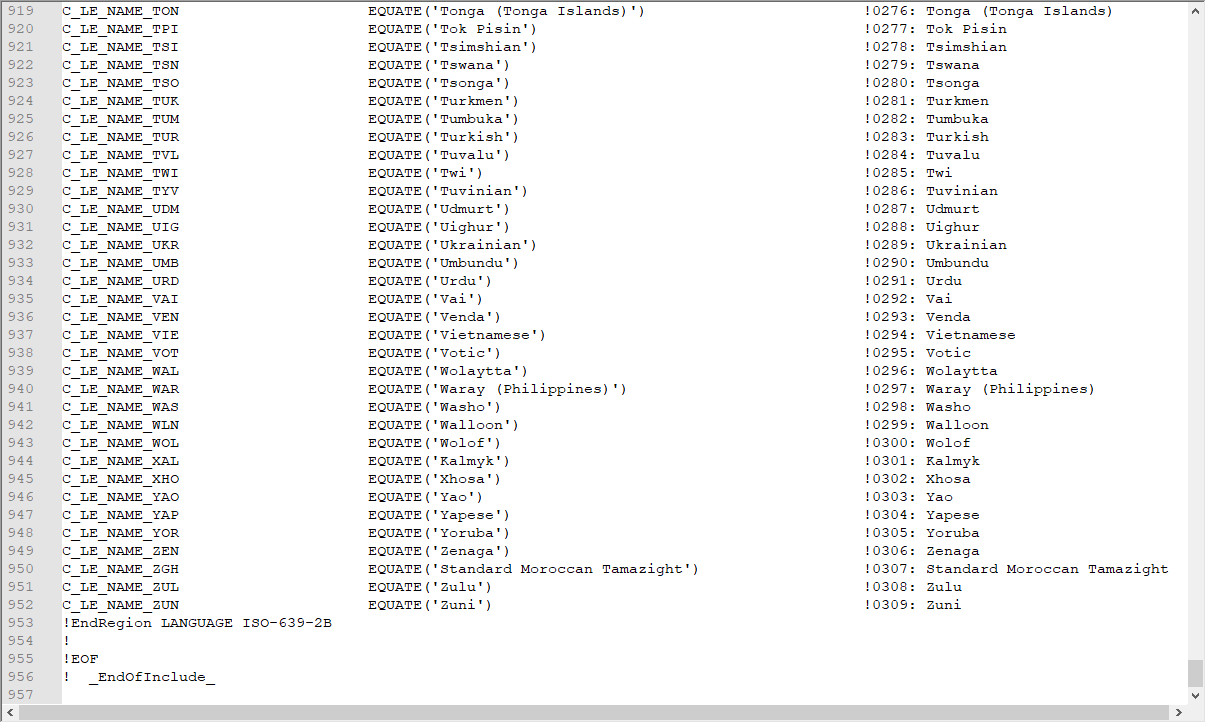 919 C_LE_NAME_TON EQUATE('Tonga (Tonga Islands)') !0276: Tonga (Tonga Islands)
920 C_LE_NAME_TPI EQUATE('Tok Pisin') !0277: Tok Pisin
921 C_LE_NAME_TSI EQUATE('Tsimshian') !0278: Tsimshian
922 C_LE_NAME_TSN EQUATE('Tswana') !0279: Tswana
923 C_LE_NAME_TSO EQUATE('Tsonga') !0280: Tsonga
924 C_LE_NAME_TUK EQUATE('Turkmen') !0281: Turkmen
925 C_LE_NAME_TUM EQUATE('Tumbuka') !0282: Tumbuka
926 C_LE_NAME_TUR EQUATE('Turkish') !0283: Turkish
927 C_LE_NAME_TVL EQUATE('Tuvalu') !0284: Tuvalu
928 C_LE_NAME_TWI EQUATE('Twi') !0285: Twi
929 C_LE_NAME_TYV EQUATE('Tuvinian') !0286: Tuvinian
930 C_LE_NAME_UDM EQUATE('Udmurt') !0287: Udmurt
931 C_LE_NAME_UIG EQUATE('Uighur') !0288: Uighur
932 C_LE_NAME_UKR EQUATE('Ukrainian') !0289: Ukrainian
933 C_LE_NAME_UMB EQUATE('Umbundu') !0290: Umbundu
934 C_LE_NAME_URD EQUATE('Urdu') !0291: Urdu
935 C_LE_NAME_VAI EQUATE('Vai') !0292: Vai
936 C_LE_NAME_VEN EQUATE('Venda') !0293: Venda
937 C_LE_NAME_VIE EQUATE('Vietnamese') !0294: Vietnamese
938 C_LE_NAME_VOT EQUATE('Votic') !0295: Votic
939 C_LE_NAME_WAL EQUATE('Wolaytta') !0296: Wolaytta
940 C_LE_NAME_WAR EQUATE('Waray (Philippines)') !0297: Waray (Philippines)
941 C_LE_NAME_WAS EQUATE('Washo') !0298: Washo
942 C_LE_NAME_WLN EQUATE('Walloon') !0299: Walloon
943 C_LE_NAME_WOL EQUATE('Wolof') !0300: Wolof
944 C_LE_NAME_XAL EQUATE('Kalmyk') !0301: Kalmyk
945 C_LE_NAME_XHO EQUATE('Xhosa') !0302: Xhosa
946 C_LE_NAME_YAO EQUATE('Yao') !0303: Yao
947 C_LE_NAME_YAP EQUATE('Yapese') !0304: Yapese
948 C_LE_NAME_YOR EQUATE('Yoruba') !0305: Yoruba
949 C_LE_NAME_ZEN EQUATE('Zenaga') !0306: Zenaga
950 C_LE_NAME_ZGH EQUATE('Standard Moroccan Tamazight') !0307: Standard Moroccan Tamazight
951 C_LE_NAME_ZUL EQUATE('Zulu') !0308: Zulu
952 C_LE_NAME_ZUN EQUATE('Zuni') !0309: Zuni
953 !EndRegion LANGUAGE ISO-639-2B
954 !
955 !EOF
956 !  _EndOfInclude_
957